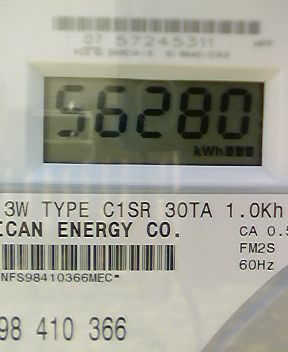 07 57245311
56280
kWh
3W TYPE C1SR 30TA 1.0Kh
ICAN ENERGY CO.
CA 0.5
FM2S
60Hz
NFS98410366MEC*
98 410 366